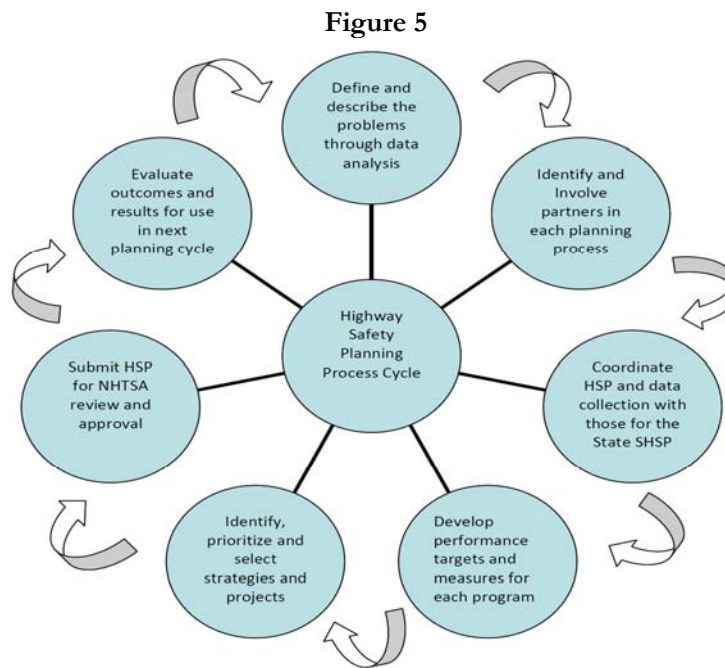 Figure 5
Define and
describe the
problems
through data
analysis
Identify and
Involve
partners in
each planning
process
Coordinate
HSP and data
collection with
those for the
State SHSP
Develop
performance
targets and
measures for
each program
Identify,
prioritize and
select
strategies and
projects
Submit HSP
for NHTSA
review and
approval
Evaluate
outcomes and
results for use
in next
planning cycle
Highway
Safety
Planning
Process Cycle